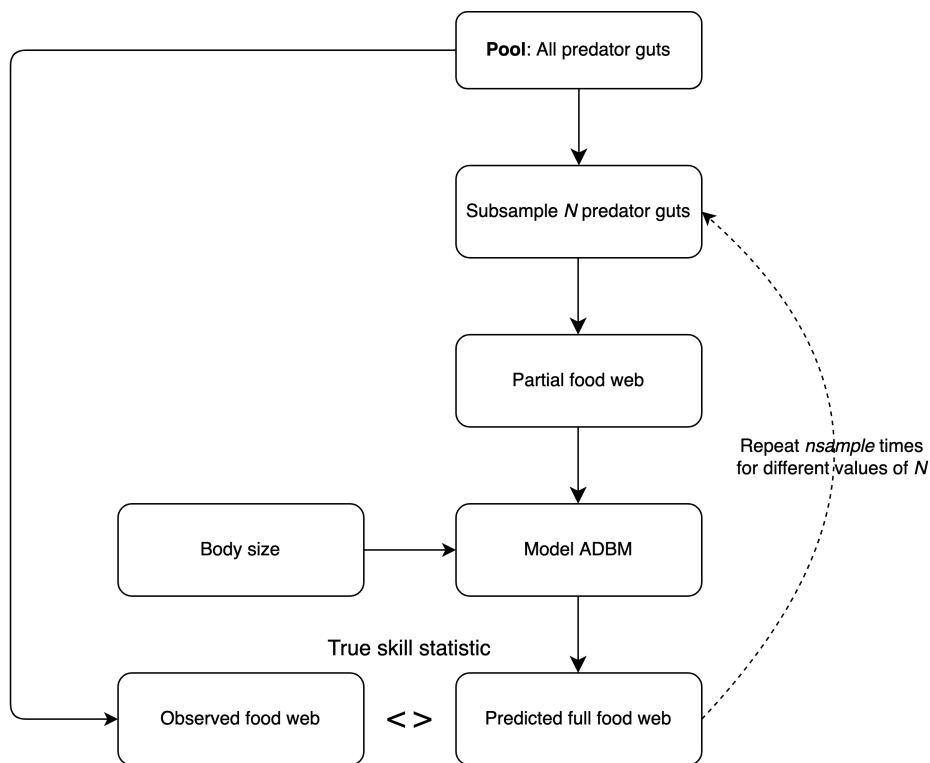 Pool: All predator guts
Subsample N predator guts
Partial food web
Repeat nsample times
for different values of N
Body size
Model ADBM
True skill statistic
Observed food web
< >
Predicted full food web